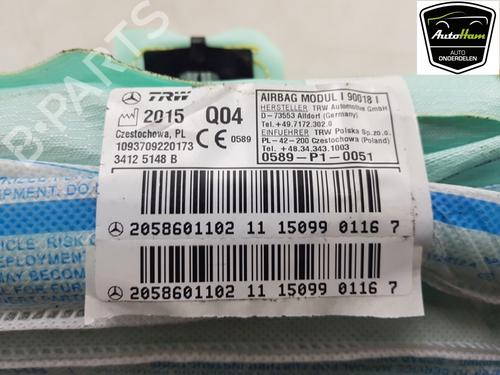 AutoHam
AUTO
ONDERDELEN
B-PARTS
TRW
AIRBAG MODUL I 90018 I
2015 Q04
HERSTELLER TRW Automotive GmbH
D-73553 Alfdorf (Germany)
Tel.+49.7172.302.0
Czestochowa, PL
CE 0589
EINFUEHRER TRW Polska Sp.zo.o.
1093709220173
PL-42-200 Czestochowa (Poland)
Tel.+48.34.343.1003
3412 5148 B
0589-P1-0051
2058601102 11 15099 0116 7
2058601102 11 15099 0116 7